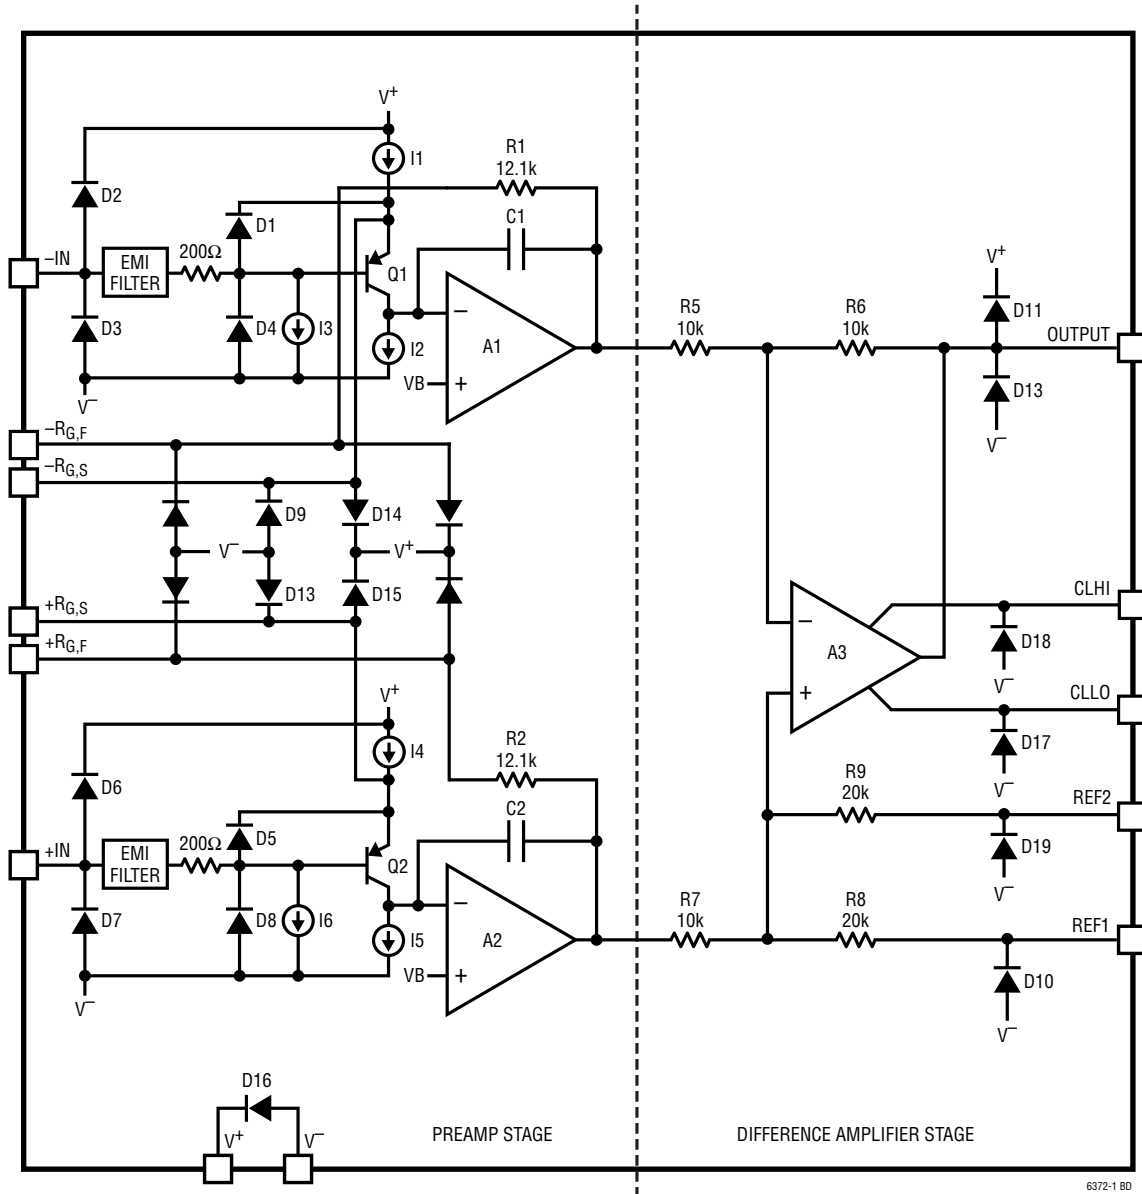 V+
I1
R1
12.1k
D2
D1
C1
–IN
EMI
FILTER
200Ω
Q1
V+
D3
D4
I3
I2
A1
–
+
VB
V–
R5
10k
R6
10k
D11
OUTPUT
D13
V–
–RG,F
–RG,S
D9
D14
V–
V+
D13
D15
+RG,S
+RG,F
CLHI
–
+
A3
D18
V–
CLLO
D17
V–
V+
I4
R2
12.1k
D6
D5
C2
R9
20k
REF2
D19
V–
+IN
EMI
FILTER
200Ω
Q2
D7
D8
I6
I5
A2
–
+
VB
V–
R7
10k
R8
20k
REF1
D10
V–
D16
V+
V–
PREAMP STAGE
DIFFERENCE AMPLIFIER STAGE
6372-1 BD